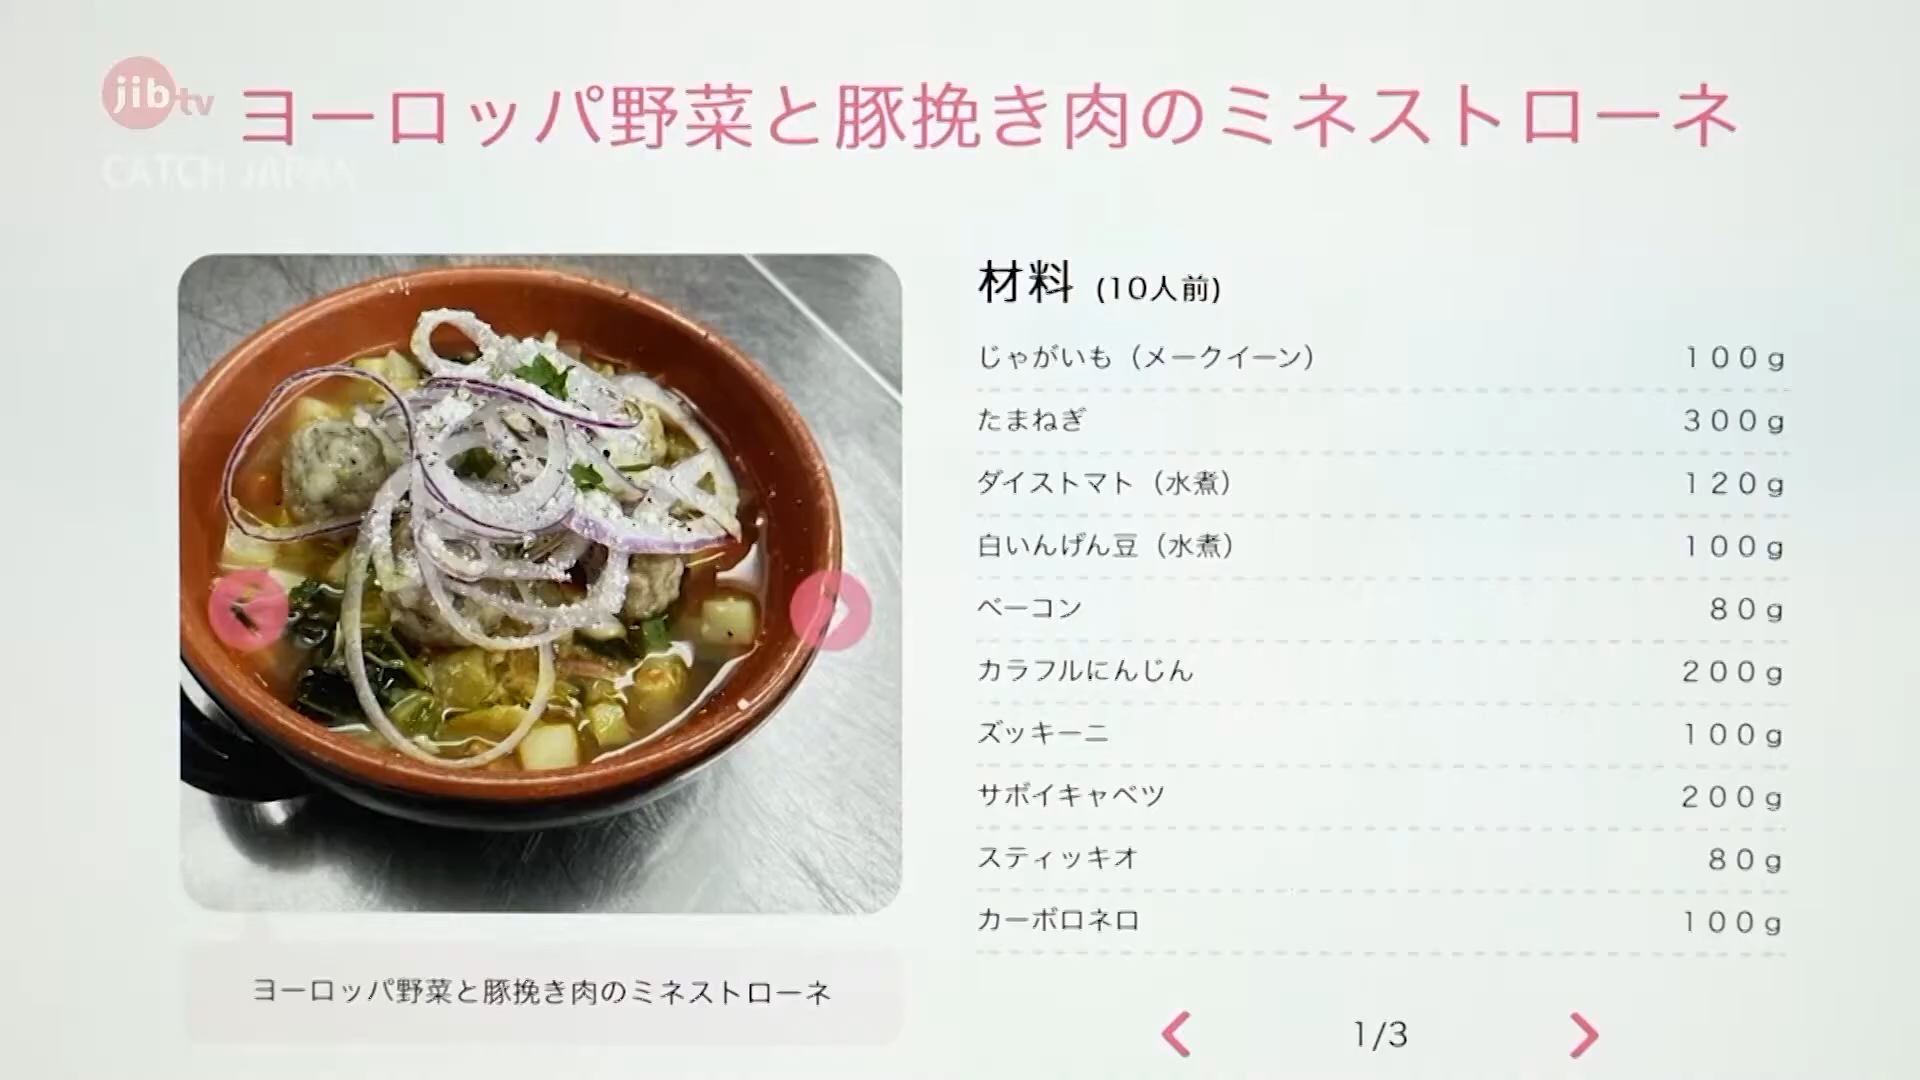 jibtv
CATCH JAPAN
ヨーロッパ野菜と豚挽き肉のミネストローネ
材料 (10人前)
じゃがいも（メークイーン） 100g
たまねぎ 300g
ダイストマト（水煮） 120g
白いんげん豆（水煮） 100g
ベーコン 80g
カラフルにんじん 200g
ズッキーニ 100g
サボイキャベツ 200g
スティッキオ 80g
カーボロネロ 100g
ヨーロッパ野菜と豚挽き肉のミネストローネ
1/3